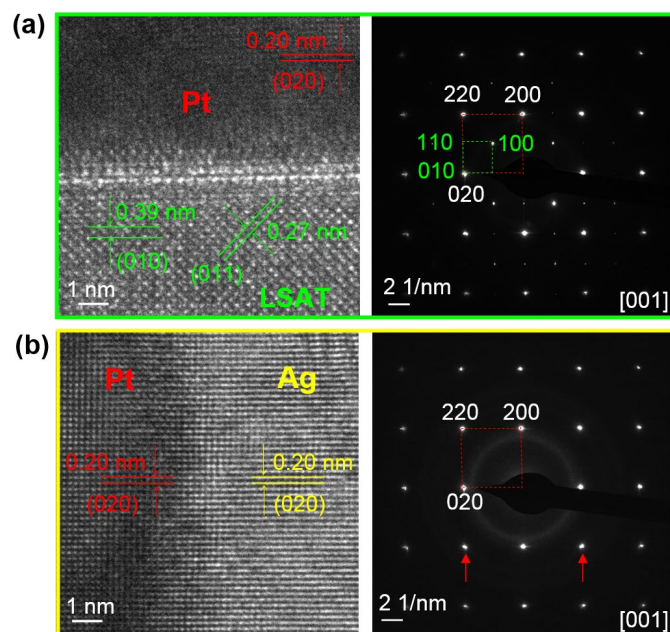 (a)
0.20 nm
(020)
Pt
0.39 nm
(010)
(011)
0.27 nm
LSAT
1 nm
220 200
110 100
010
020
2 1/nm
[001]
(b)
Pt Ag
0.20 nm 0.20 nm
(020) (020)
1 nm
220 200
020
2 1/nm
[001]